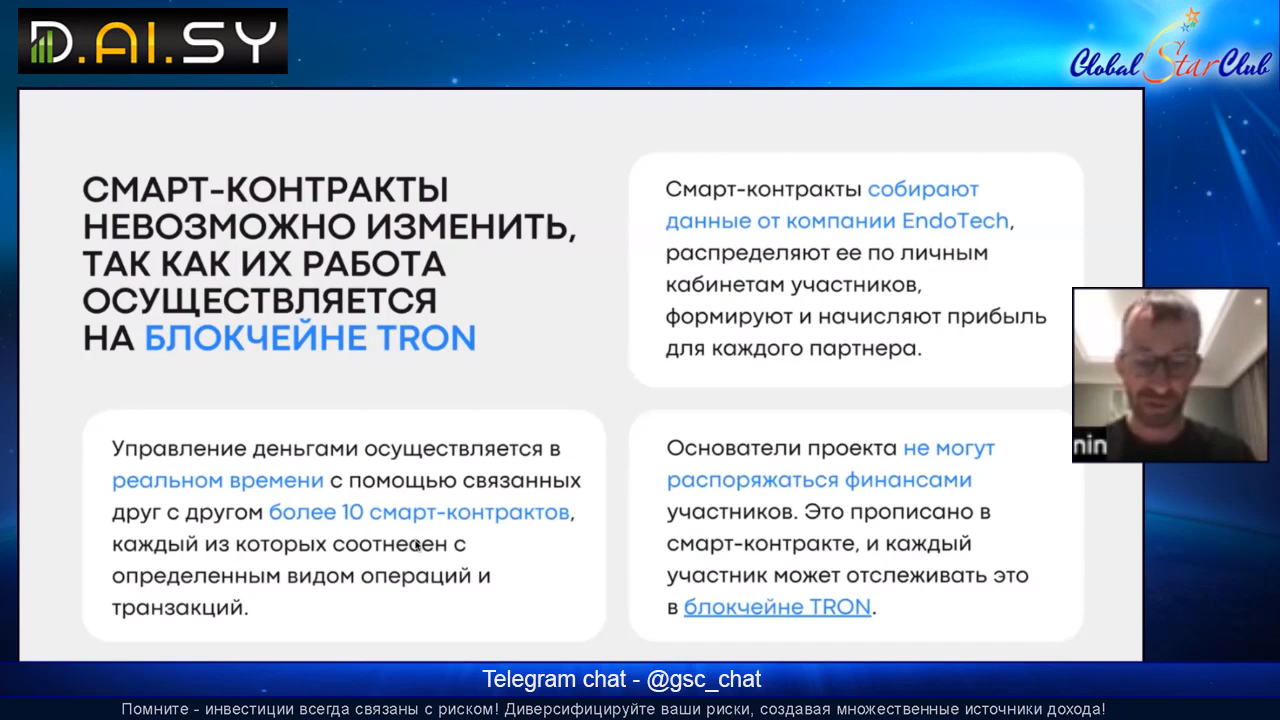 D.AI.SY
Global Star Club
СМАРТ-КОНТРАКТЫ
НЕВОЗМОЖНО ИЗМЕНИТЬ,
ТАК КАК ИХ РАБОТА
ОСУЩЕСТВЛЯЕТСЯ
НА БЛОКЧЕЙНЕ TRON
Смарт-контракты собирают
данные от компании EndoTech,
распределяют ее по личным
кабинетам участников,
формируют и начисляют прибыль
для каждого партнера.
Управление деньгами осуществляется в
реальном времени с помощью связанных
друг с другом более 10 смарт-контрактов,
каждый из которых соотнесен с
определенным видом операций и
транзакций.
Основатели проекта не могут
распоряжаться финансами
участников. Это прописано в
смарт-контракте, и каждый
участник может отслеживать это
в блокчейне TRON.
nin
Telegram chat - @gsc_chat
Помните - инвестиции всегда связаны с риском! Диверсифицируйте ваши риски, создавая множественные источники дохода!